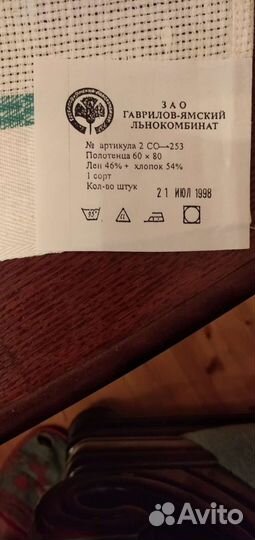 ЗАО
ГАВРИЛОВ-ЯМСКИЙ
ЛЬНОКОМБИНАТ
№ артикула 2 СО—253
Полотенца 60 × 80
Лен 46% + хлопок 54%
1 сорт
Кол-во штук 21 ИЮЛ 1998
95°
Avito